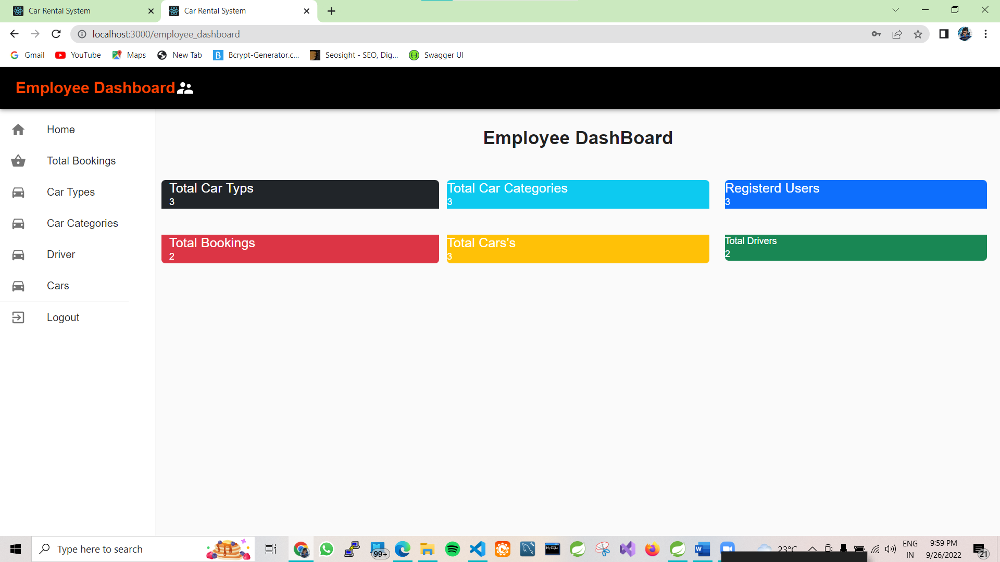 Car Rental System
Car Rental System
localhost:3000/employee_dashboard
Gmail
YouTube
Maps
New Tab
Bcrypt-Generator.c...
Seosight - SEO, Dig...
Swagger UI
Employee Dashboard
Home
Total Bookings
Car Types
Car Categories
Driver
Cars
Logout
Employee DashBoard
Total Car Typs
3
Total Car Categories
3
Registerd Users
3
Total Bookings
2
Total Cars's
3
Total Drivers
2
Type here to search
99+
23°C
ENG
IN
9:59 PM
9/26/2022
21